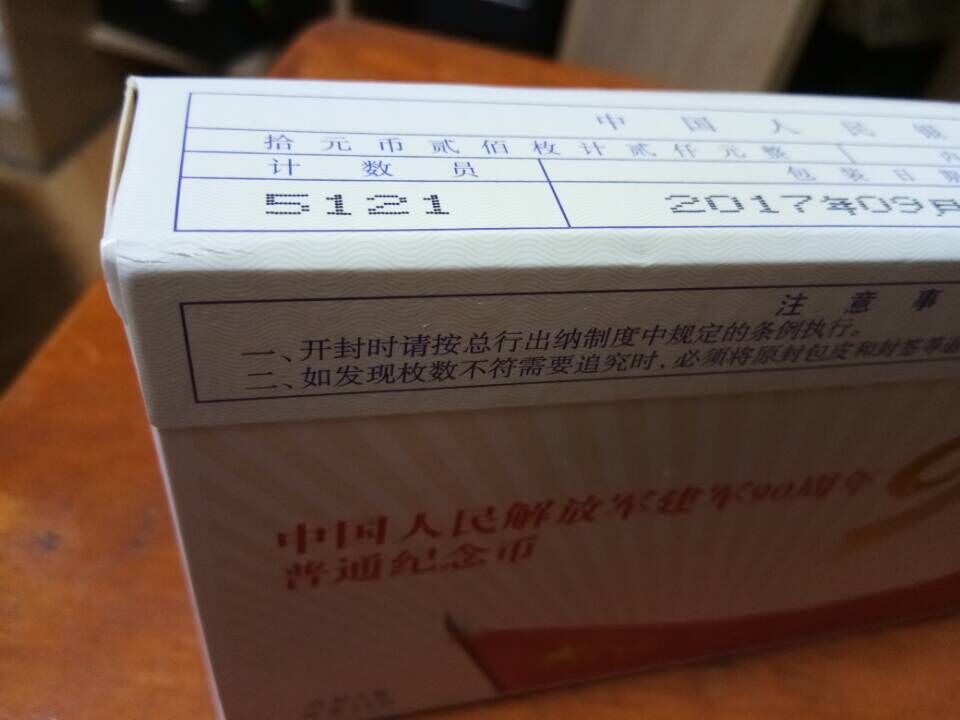 中国人民银
拾元币贰佰枚计贰仟元整 内
计数员 包装日期
5121 2017年09月
注意事
一、开封时请按总行出纳制度中规定的条例执行。
二、如发现枚数不符需要追究时,必须将原封包皮和封签等
中国人民解放军建军90周年
普通纪念币